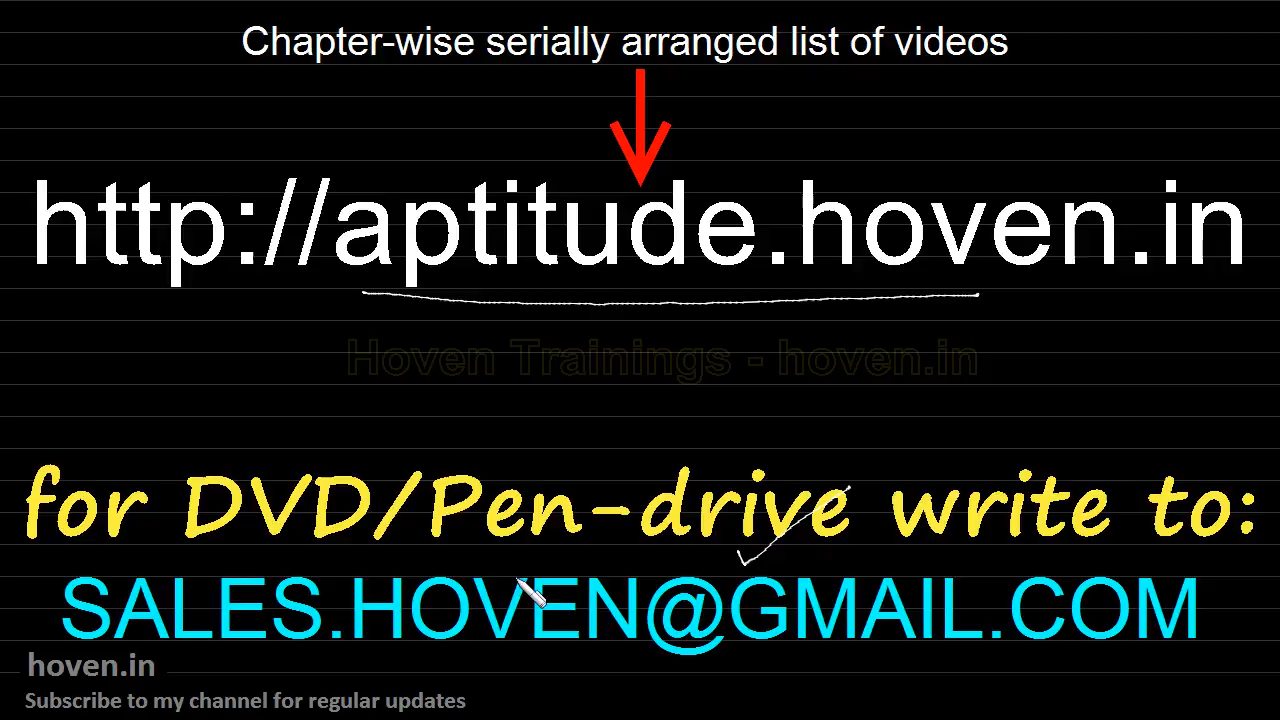 Chapter-wise serially arranged list of videos
http://aptitude.hoven.in
Hoven Trainings - hoven.in
for DVD/Pen-drive write to:
SALES.HOVEN@GMAIL.COM
hoven.in
Subscribe to my channel for regular updates